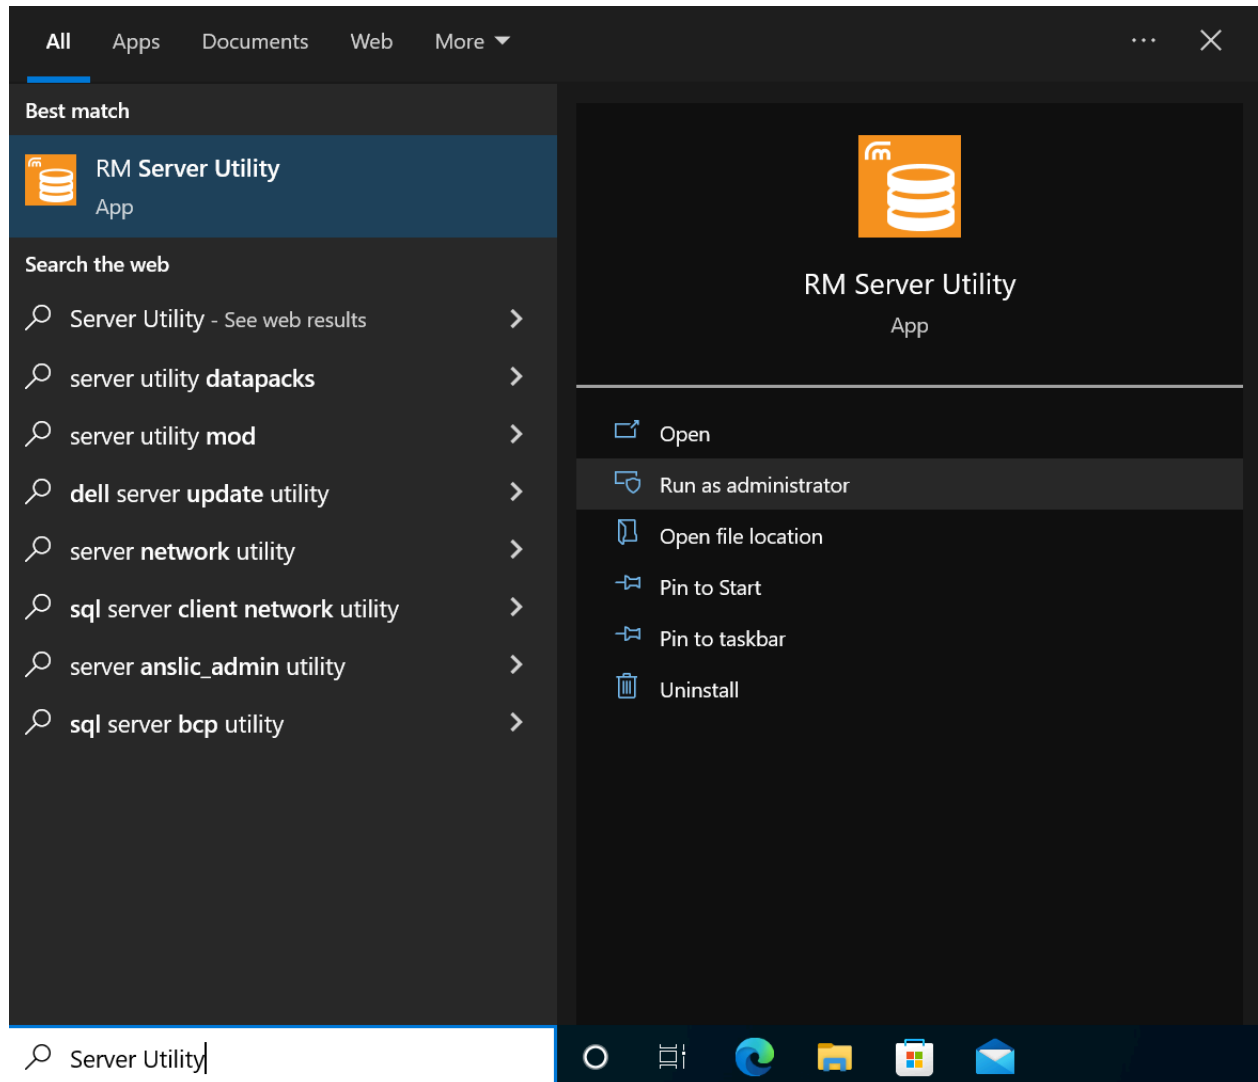 All Apps Documents Web More
Best match
RM Server Utility
App
Search the web
Server Utility - See web results
server utility datapacks
server utility mod
dell server update utility
server network utility
sql server client network utility
server anslic_admin utility
sql server bcp utility
Server Utility
RM Server Utility
App
Open
Run as administrator
Open file location
Pin to Start
Pin to taskbar
Uninstall